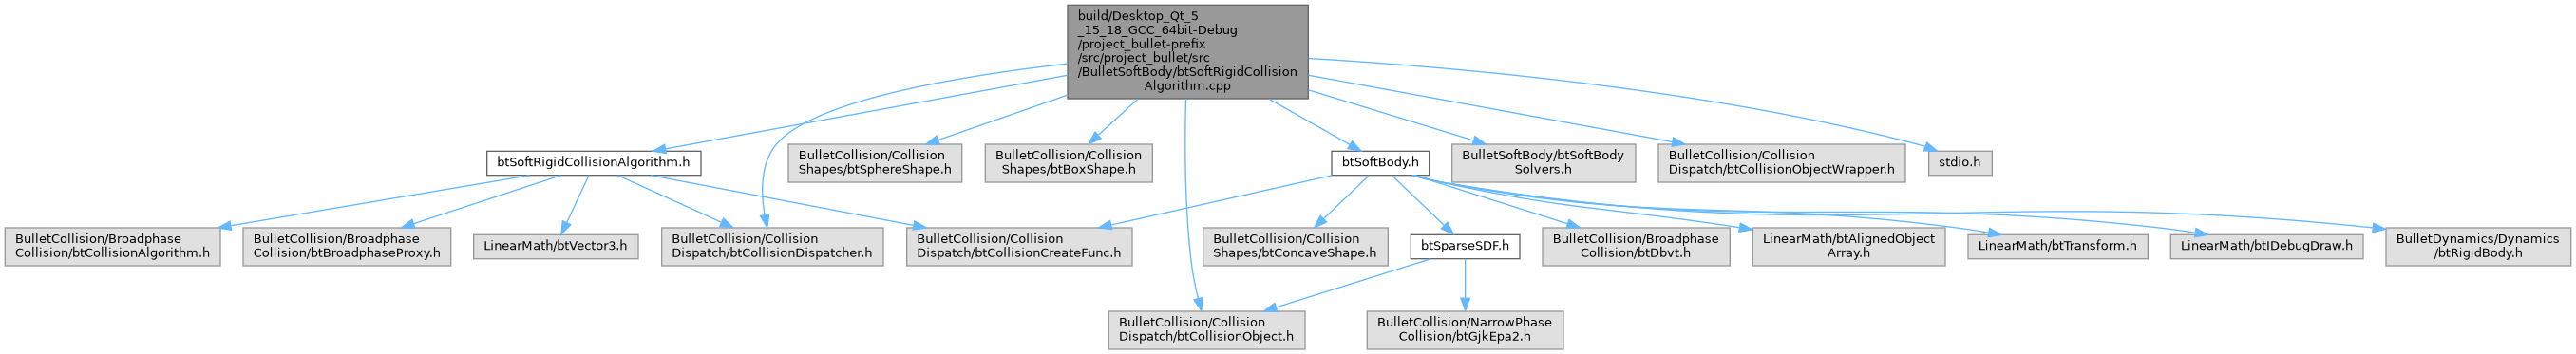 build/Desktop_Qt_5
_15_18_GCC_64bit-Debug
/project_bullet-prefix
/src/project_bullet/src
/BulletSoftBody/btSoftRigidCollision
Algorithm.cpp
btSoftRigidCollisionAlgorithm.h
BulletCollision/Collision
Shapes/btSphereShape.h
BulletCollision/Collision
Shapes/btBoxShape.h
btSoftBody.h
BulletSoftBody/btSoftBody
Solvers.h
BulletCollision/Collision
Dispatch/btCollisionObjectWrapper.h
stdio.h
BulletCollision/Broadphase
Collision/btCollisionAlgorithm.h
BulletCollision/Broadphase
Collision/btBroadphaseProxy.h
LinearMath/btVector3.h
BulletCollision/Collision
Dispatch/btCollisionDispatcher.h
BulletCollision/Collision
Dispatch/btCollisionCreateFunc.h
BulletCollision/Collision
Shapes/btConcaveShape.h
btSparseSDF.h
BulletCollision/Broadphase
Collision/btDbvt.h
LinearMath/btAlignedObject
Array.h
LinearMath/btTransform.h
LinearMath/btIDebugDraw.h
BulletDynamics/Dynamics
/btRigidBody.h
BulletCollision/Collision
Dispatch/btCollisionObject.h
BulletCollision/NarrowPhase
Collision/btGjkEpa2.h